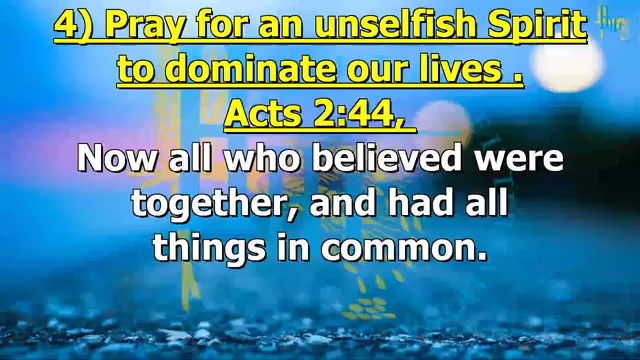 4) Pray for an unselfish Spirit
to dominate our lives .
Acts 2:44,
Now all who believed were
together, and had all
things in common.